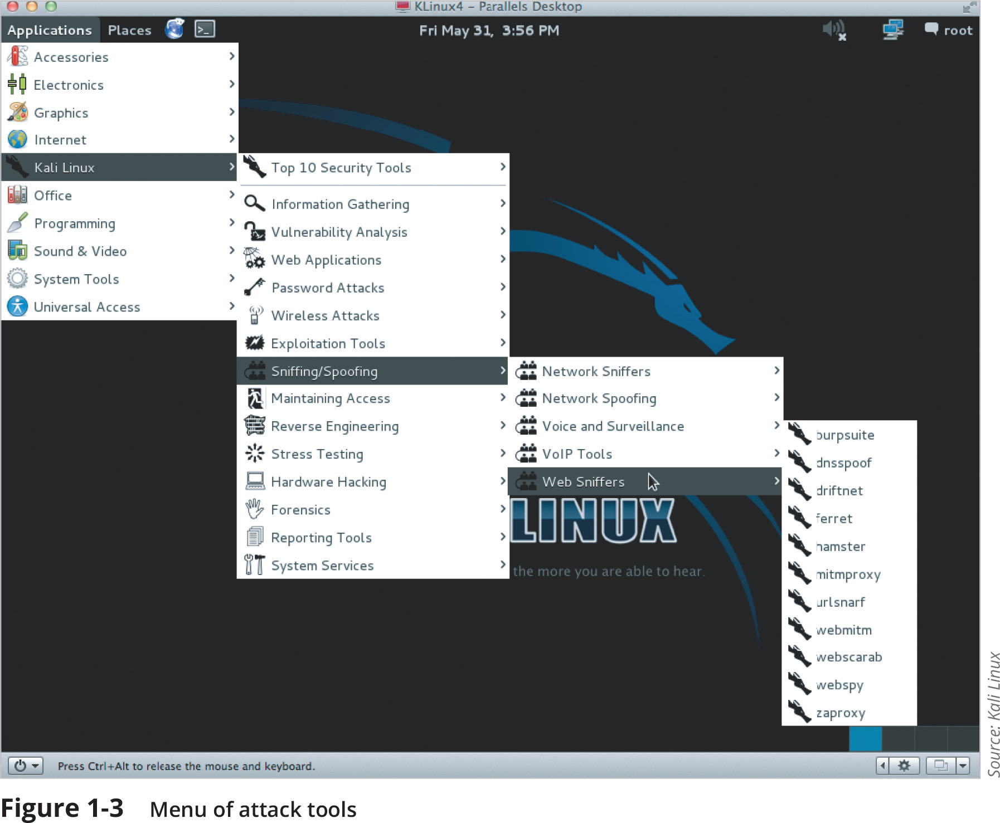 KLinux4 – Parallels Desktop
Applications Places Fri May 31, 3:56 PM root
Accessories
Electronics
Graphics
Internet
Kali Linux
Office
Programming
Sound & Video
System Tools
Universal Access
Top 10 Security Tools
Information Gathering
Vulnerability Analysis
Web Applications
Password Attacks
Wireless Attacks
Exploitation Tools
Sniffing/Spoofing
Maintaining Access
Reverse Engineering
Stress Testing
Hardware Hacking
Forensics
Reporting Tools
System Services
Network Sniffers
Network Spoofing
Voice and Surveillance
VoIP Tools
Web Sniffers
burpsuite
dnsspoof
driftnet
ferret
hamster
mitmproxy
urlsnarf
webmitm
webscarab
webspy
zaproxy
LINUX
the more you are able to hear.
Press Ctrl+Alt to release the mouse and keyboard.
Source: Kali Linux
Figure 1-3 Menu of attack tools